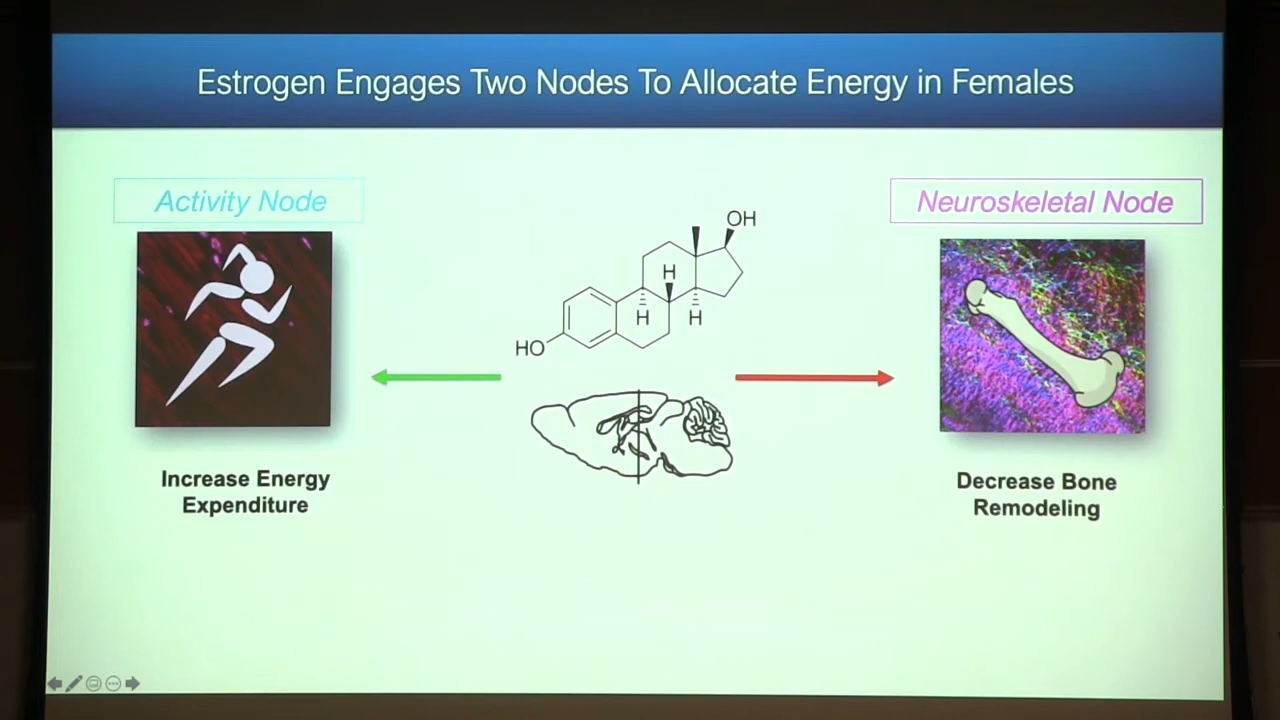 Estrogen Engages Two Nodes To Allocate Energy in Females
Activity Node
Neuroskeletal Node
OH
H
H
H
HO
Increase Energy
Expenditure
Decrease Bone
Remodeling